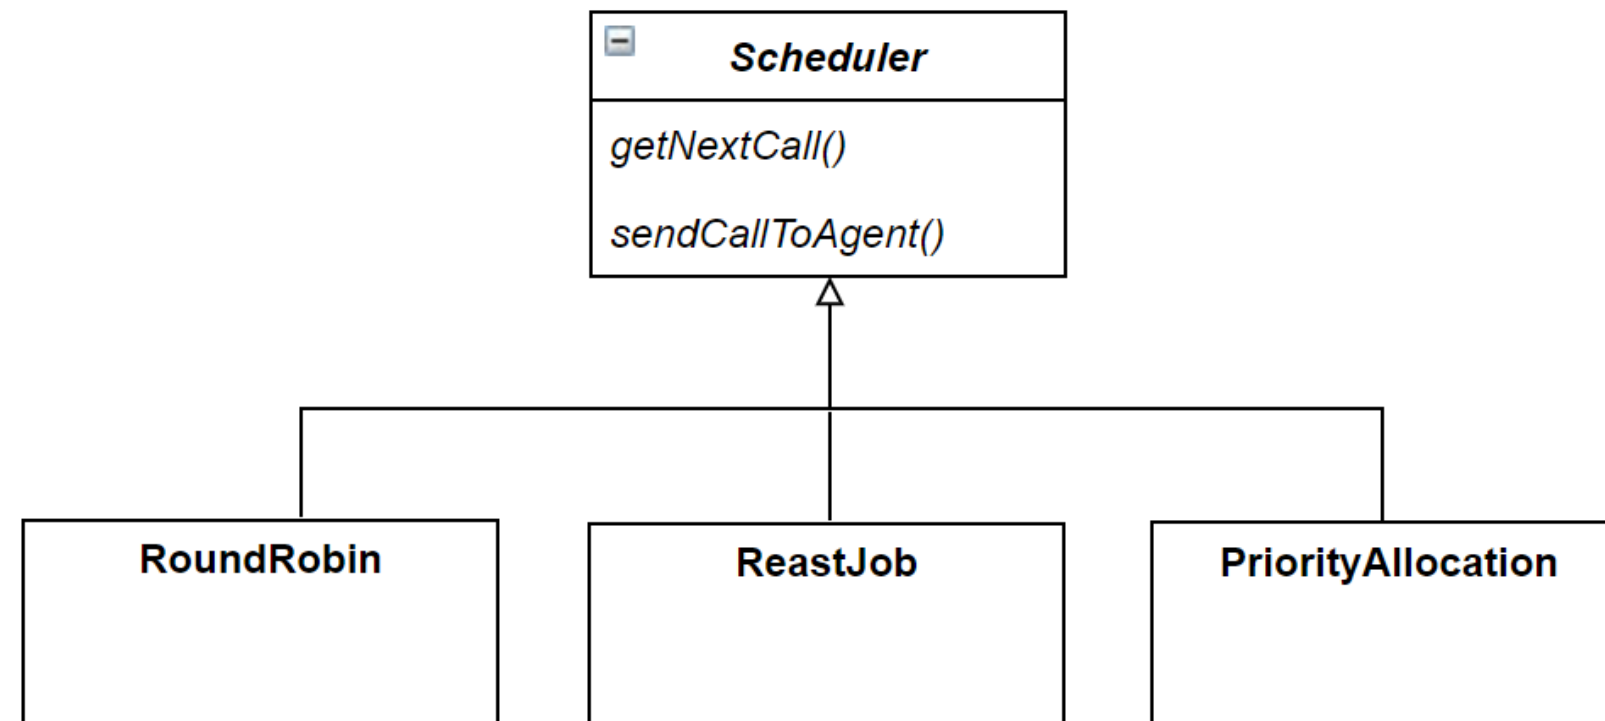 Scheduler
getNextCall()
sendCallToAgent()
RoundRobin
ReastJob
PriorityAllocation